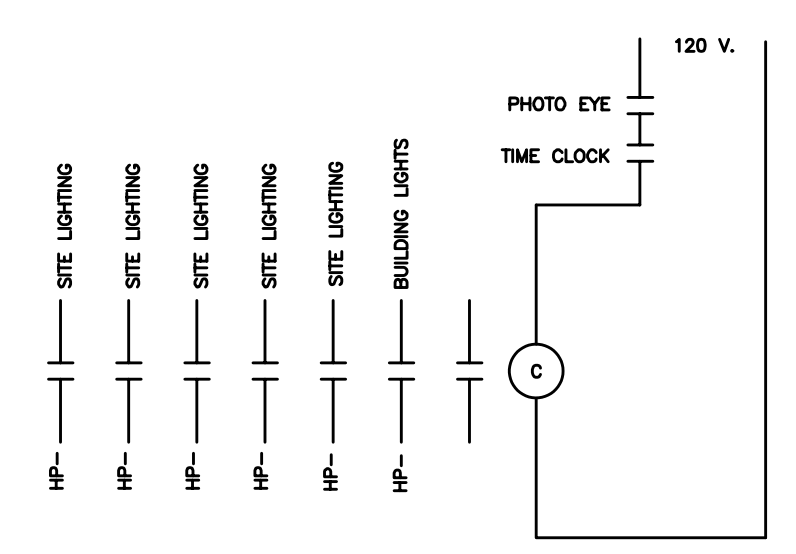 120 V.
PHOTO EYE
TIME CLOCK
SITE LIGHTING
SITE LIGHTING
SITE LIGHTING
SITE LIGHTING
SITE LIGHTING
BUILDING LIGHTS
C
HP-
HP-
HP-
HP-
HP-
HP-